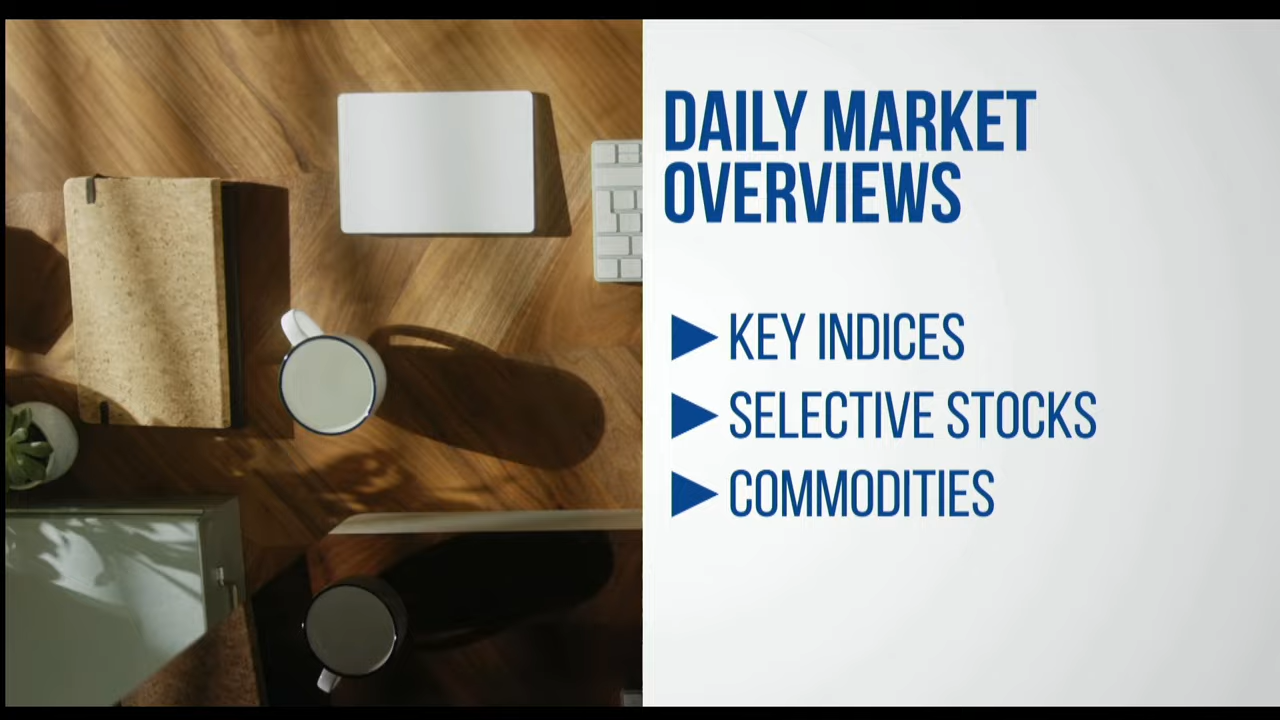 DAILY MARKET
OVERVIEWS
KEY INDICES
SELECTIVE STOCKS
COMMODITIES